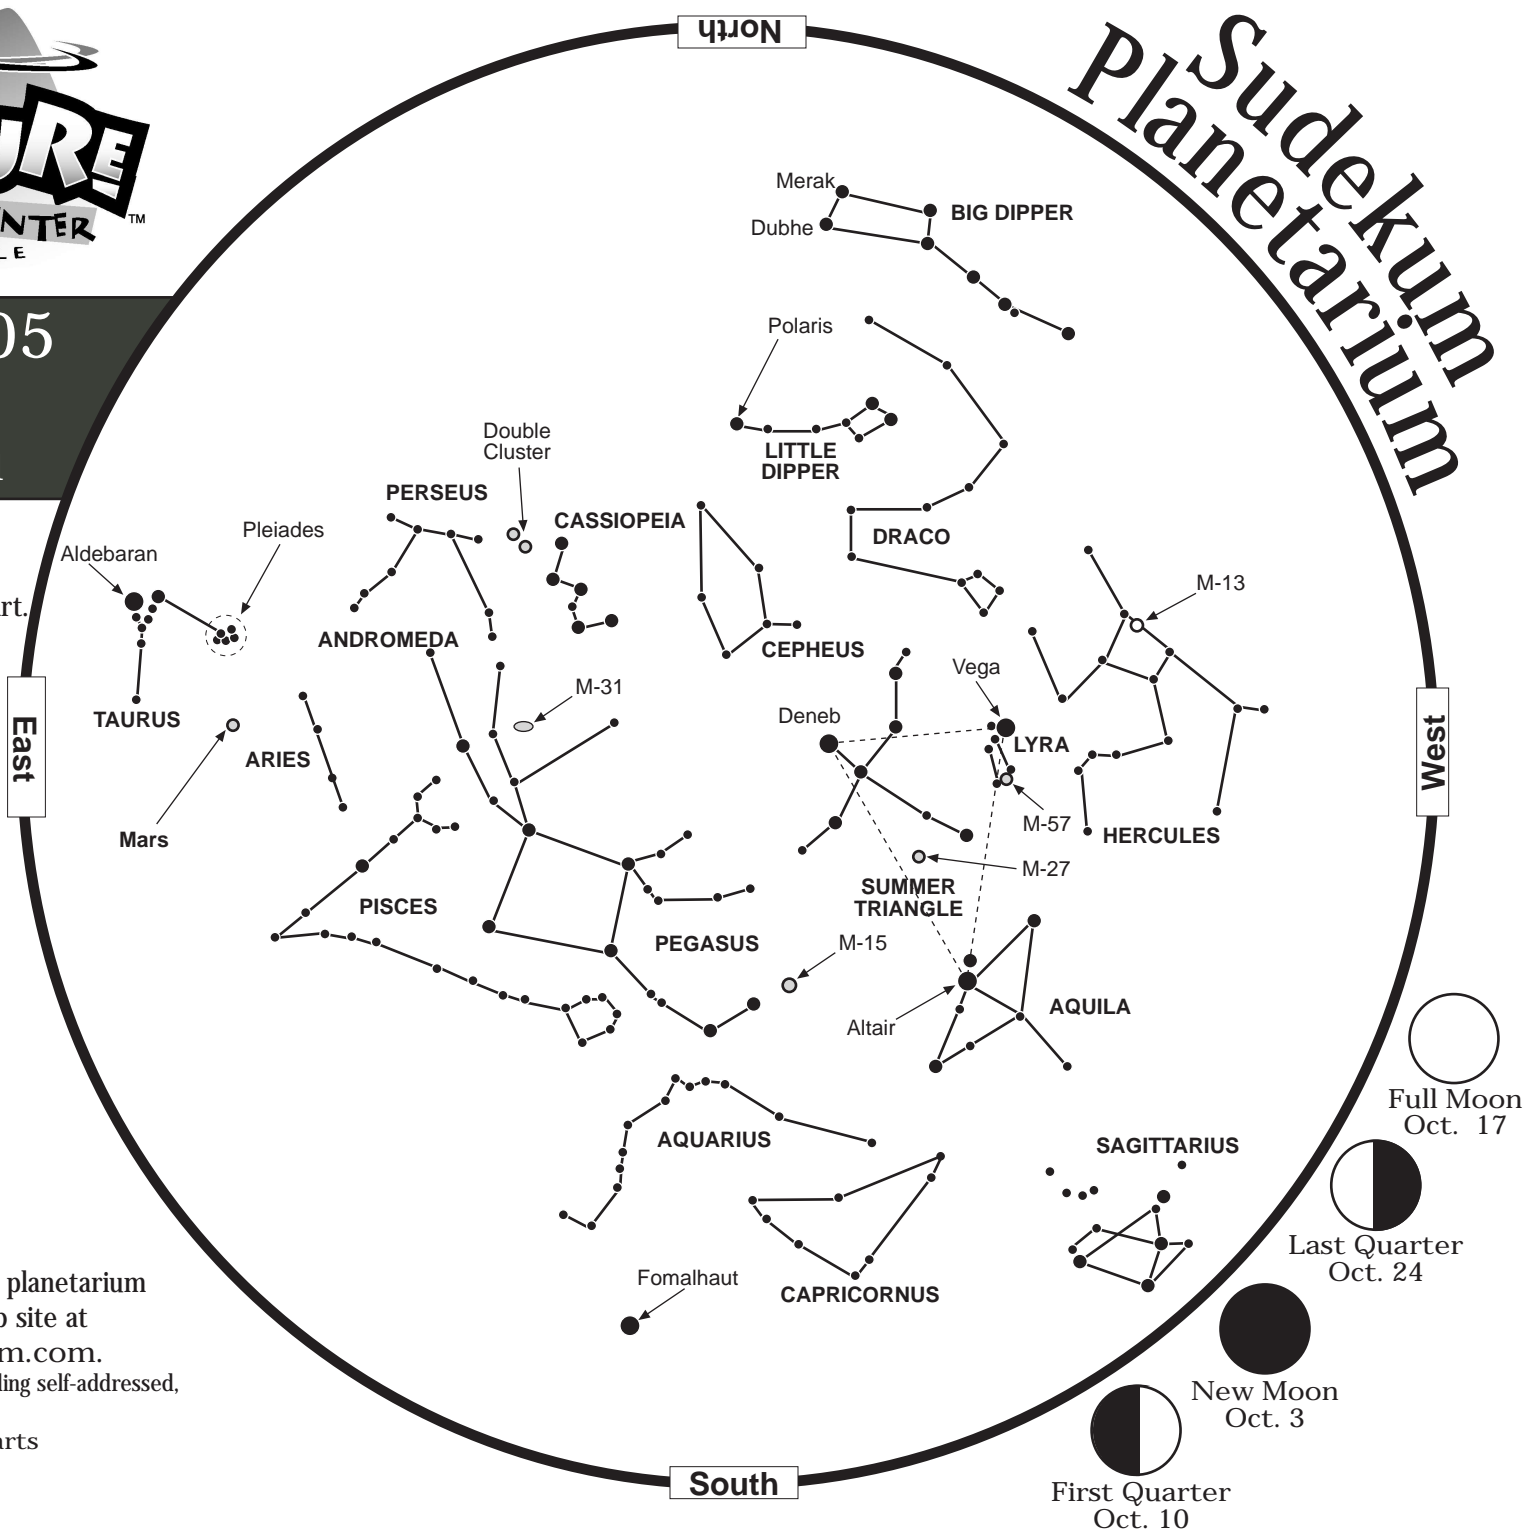 North
Sudekum
Planetarium
™
LE
05
Merak
Dubhe
BIG DIPPER
Polaris
LITTLE
DIPPER
Double
Cluster
PERSEUS
CASSIOPEIA
DRACO
Pleiades
Aldebaran
M-13
rt.
ANDROMEDA
CEPHEUS
Vega
M-31
Deneb
TAURUS
East
ARIES
LYRA
West
Mars
M-57
HERCULES
M-27
SUMMER
TRIANGLE
PISCES
PEGASUS
M-15
AQUILA
Altair
Full Moon
Oct. 17
AQUARIUS
SAGITTARIUS
Last Quarter
Oct. 24
planetarium
site at
m.com.
ling self-addressed,
arts
Fomalhaut
CAPRICORNUS
New Moon
Oct. 3
South
First Quarter
Oct. 10